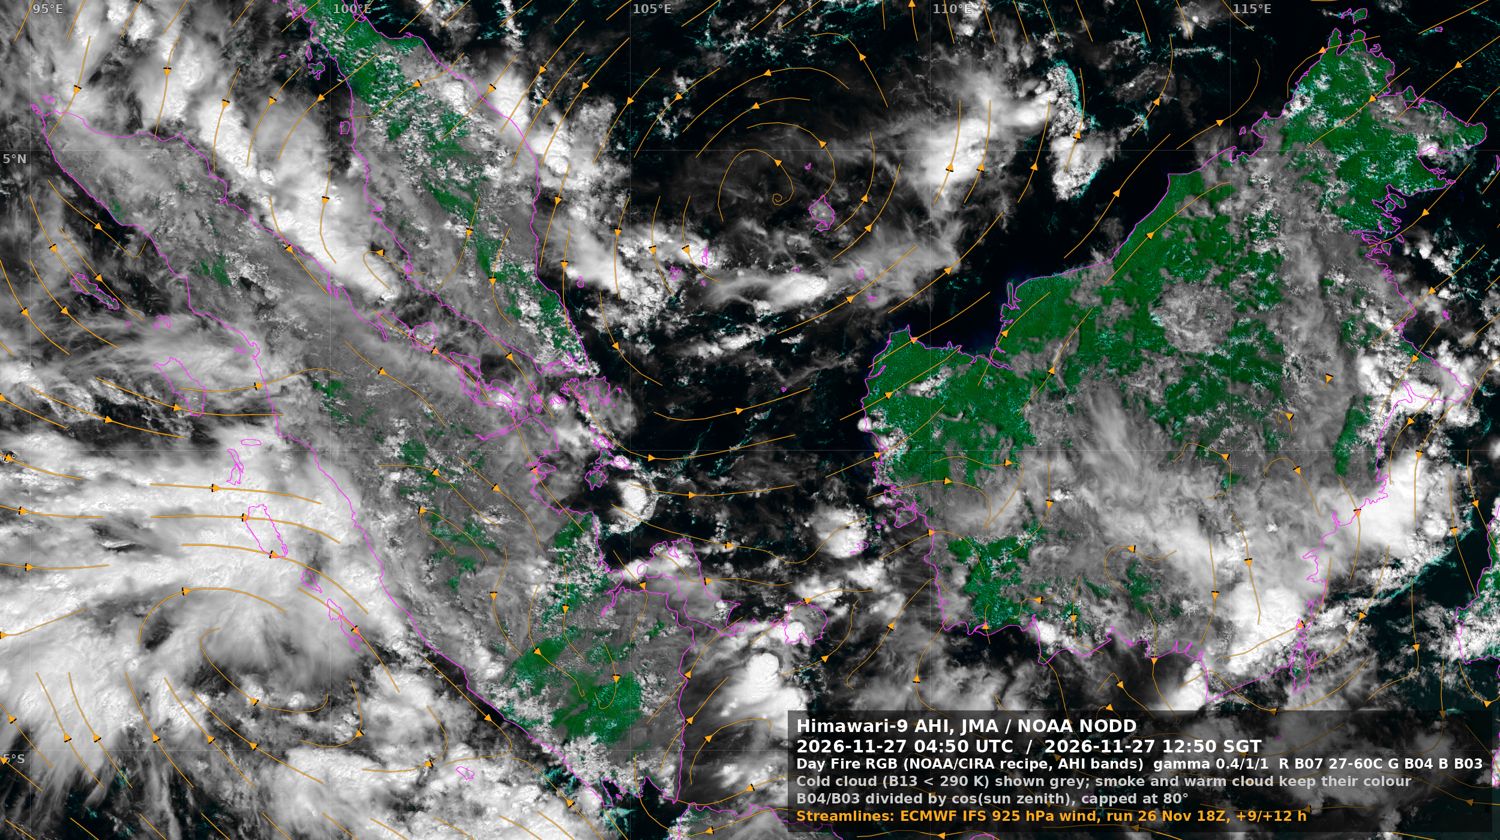 95°E 100°E 105°E 110°E 115°E
5°N
0°
5°S
Himawari-9 AHI, JMA / NOAA NODD
2026-11-27 04:50 UTC / 2026-11-27 12:50 SGT
Day Fire RGB (NOAA/CIRA recipe, AHI bands) gamma 0.4/1/1 R B07 27-60C G B04 B B03
Cold cloud (B13 < 290 K) shown grey; smoke and warm cloud keep their colour
B04/B03 divided by cos(sun zenith), capped at 80°
Streamlines: ECMWF IFS 925 hPa wind, run 26 Nov 18Z, +9/+12 h